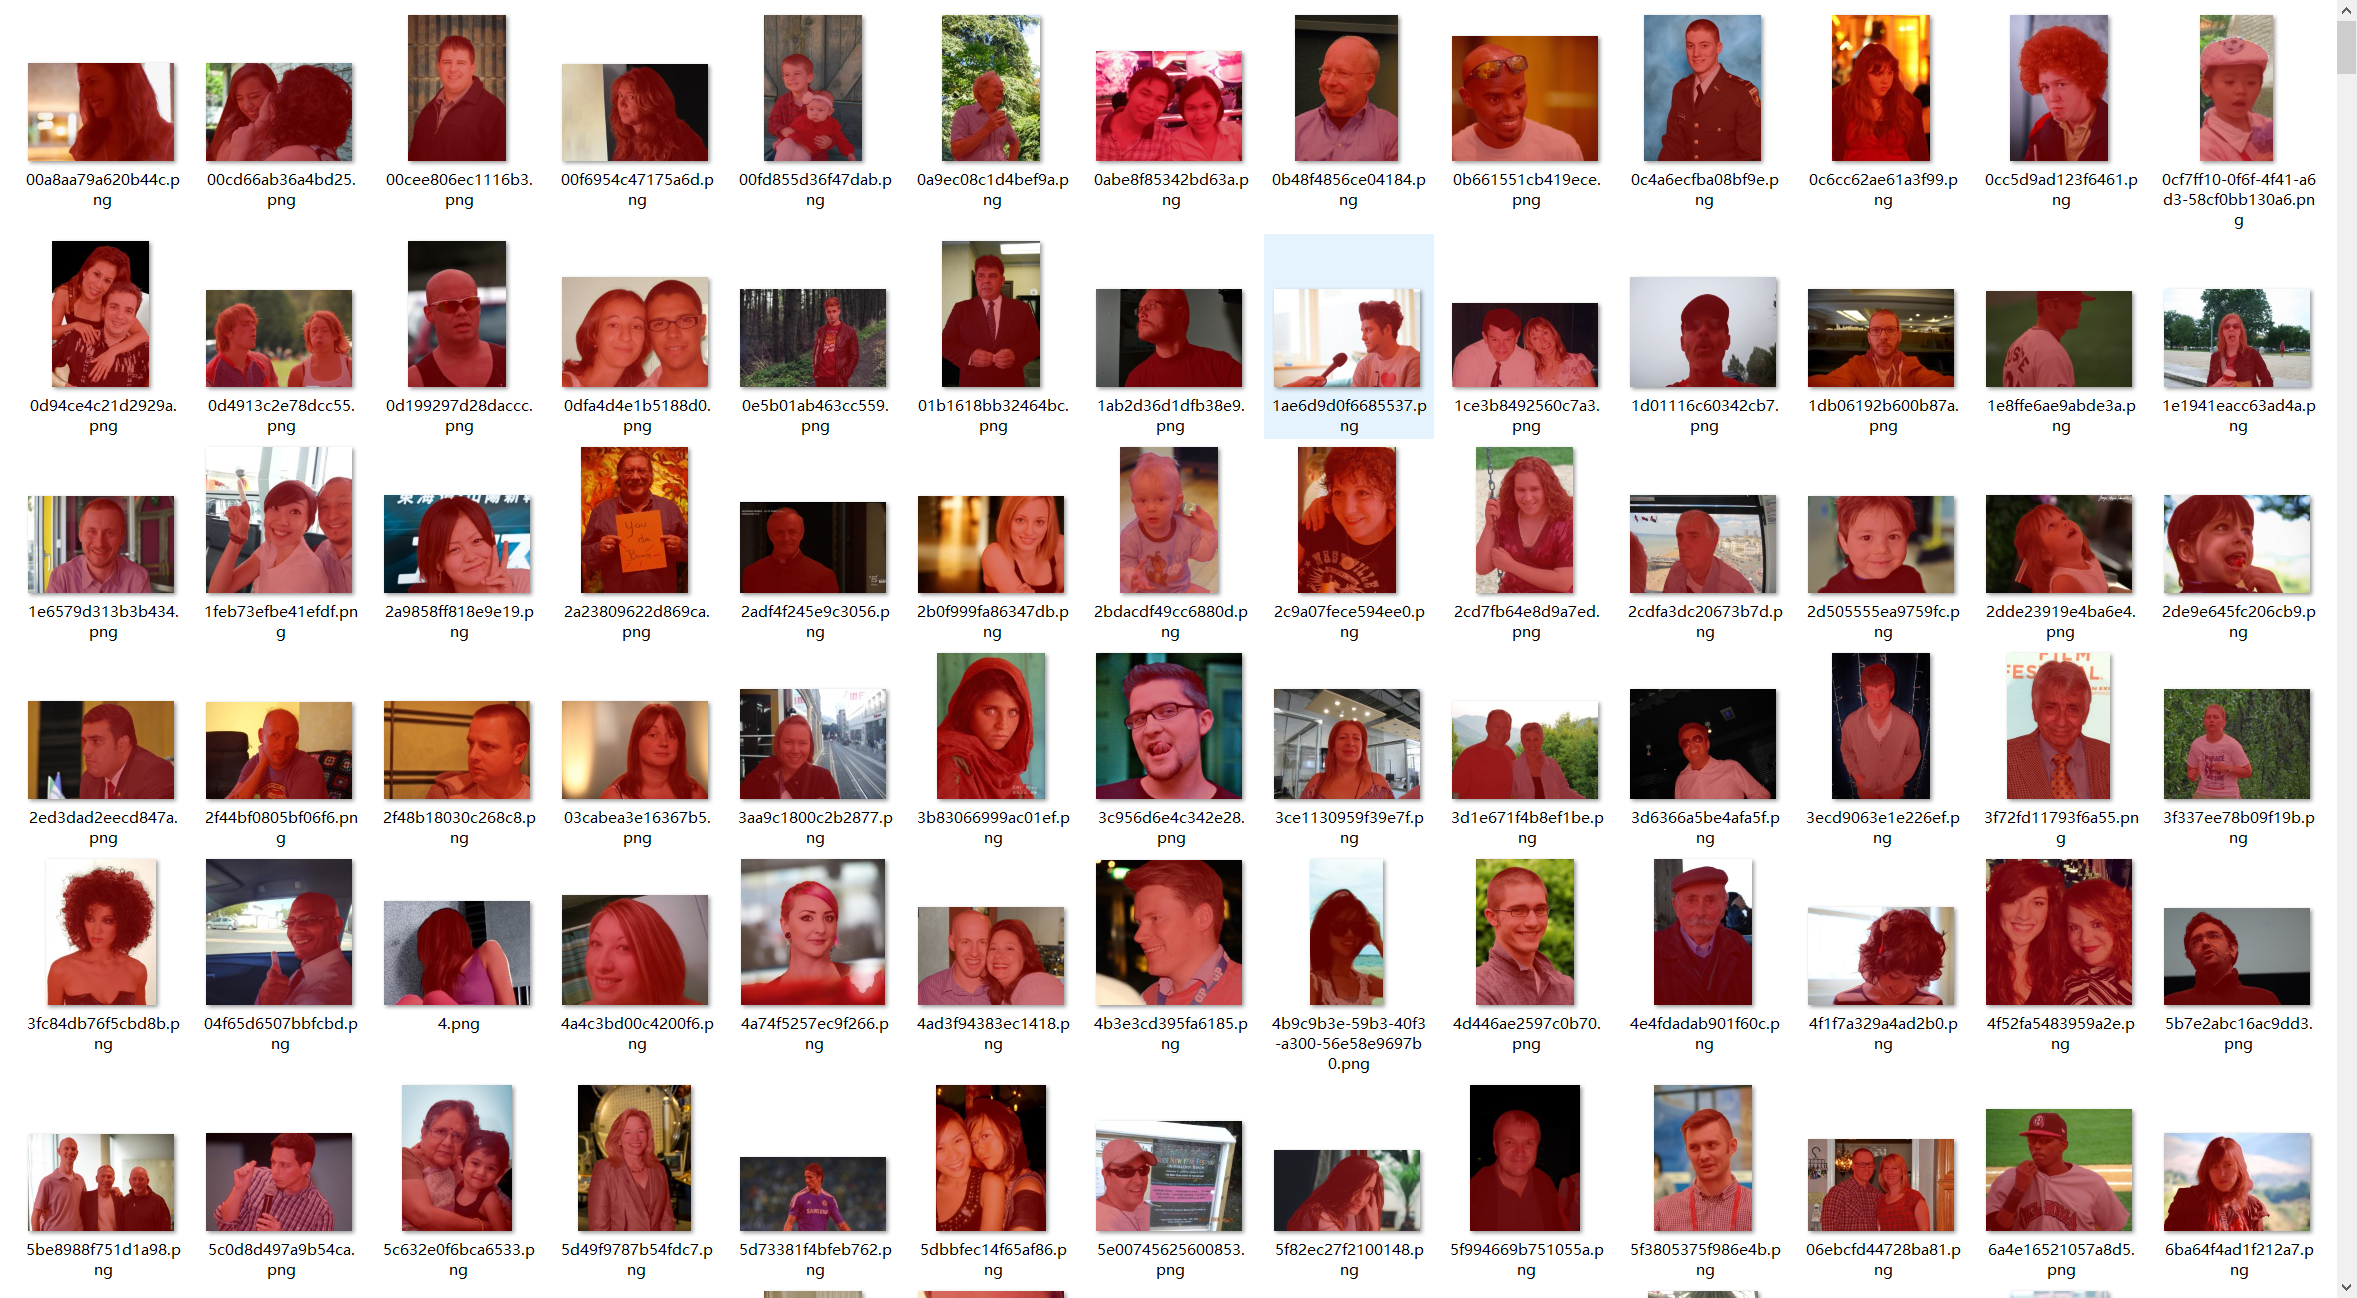 00a8aa79a620b44c.p
ng
00cd66ab36a4bd25.
png
00cee806ec1116b3.
png
00f6954c47175a6d.p
ng
00fd855d36f47dab.p
ng
0a9ec08c1d4bef9a.p
ng
0abe8f85342bd63a.p
ng
0b48f4856ce04184.p
ng
0b661551cb419ece.
png
0c4a6ecfba08bf9e.p
ng
0c6cc62ae61a3f99.p
ng
0cc5d9ad123f6461.p
ng
0cf7ff10-0f6f-4f41-a6
d3-58cf0bb130a6.pn
g
0d94ce4c21d2929a.
png
0d4913c2e78dcc55.
png
0d199297d28daccc.
png
0dfa4d4e1b5188d0.
png
0e5b01ab463cc559.
png
01b1618bb32464bc.
png
1ab2d36d1dfb38e9.
png
1ae6d9d0f6685537.p
ng
1ce3b8492560c7a3.
png
1d01116c60342cb7.
png
1db06192b600b87a.
png
1e8ffe6ae9abde3a.p
ng
1e1941eacc63ad4a.p
ng
1e6579d313b3b434.
png
1feb73efbe41efdf.pn
g
2a9858ff818e9e19.p
ng
You
da
2a23809622d869ca.
png
2adf4f245e9c3056.p
ng
2b0f999fa86347db.p
ng
2bdacdf49cc6880d.p
ng
2c9a07fece594ee0.p
ng
2cd7fb64e8d9a7ed.
png
2cdfa3dc20673b7d.p
ng
2d505555ea9759fc.p
ng
2dde23919e4ba6e4.
png
2de9e645fc206cb9.p
ng
2ed3dad2eecd847a.
png
2f44bf0805bf06f6.pn
g
2f48b18030c268c8.p
ng
03cabea3e16367b5.
png
3aa9c1800c2b2877.p
ng
3b83066999ac01ef.p
ng
3c956d6e4c342e28.
png
3ce1130959f39e7f.p
ng
3d1e671f4b8ef1be.p
ng
3d6366a5be4afa5f.p
ng
3ecd9063e1e226ef.p
ng
FILM
FESTIVAL
3f72fd11793f6a55.pn
g
3f337ee78b09f19b.p
ng
3fc84db76f5cbd8b.p
ng
04f65d6507bbfcbd.p
ng
4.png
4a4c3bd00c4200f6.p
ng
4a74f5257ec9f266.p
ng
4ad3f94383ec1418.p
ng
4b3e3cd395fa6185.p
ng
4b9c9b3e-59b3-40f3
-a300-56e58e9697b
0.png
4d446ae2597c0b70.
png
4e4fdadab901f60c.p
ng
4f1f7a329a4ad2b0.p
ng
4f52fa5483959a2e.p
ng
5b7e2abc16ac9dd3.
png
5be8988f751d1a98.p
ng
5c0d8d497a9b54ca.
png
5c632e0f6bca6533.p
ng
5d49f9787b54fdc7.p
ng
SAMSUNG
5d73381f4bfeb762.p
ng
5dbbfec14f65af86.p
ng
5e00745625600853.
png
5f82ec27f2100148.p
ng
5f994669b751055a.p
ng
5f3805375f986e4b.p
ng
06ebcfd44728ba81.p
ng
6a4e16521057a8d5.
png
6ba64f4ad1f212a7.p
ng